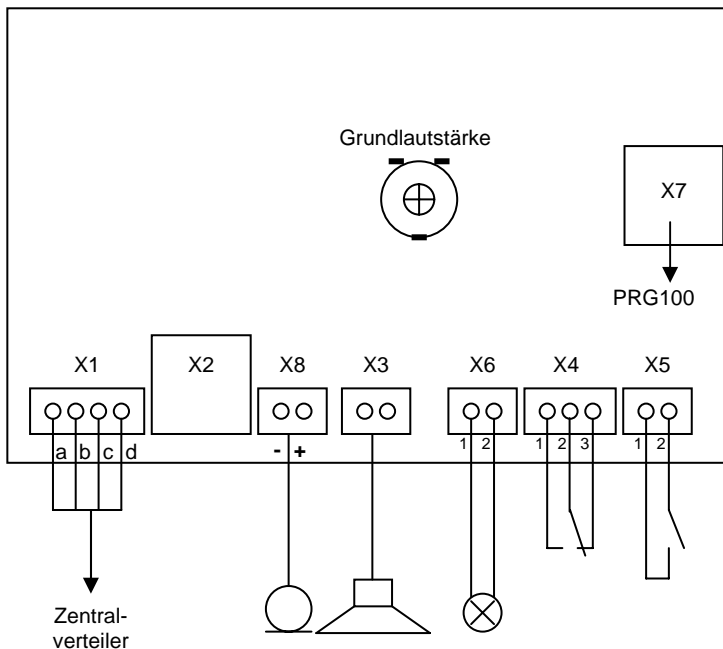 Grundlautstärke
X7
PRG100
X1 X2 X8 X3 X6 X4 X5
a b c d - + 1 2 1 2 3 1 2
Zentral-
verteiler